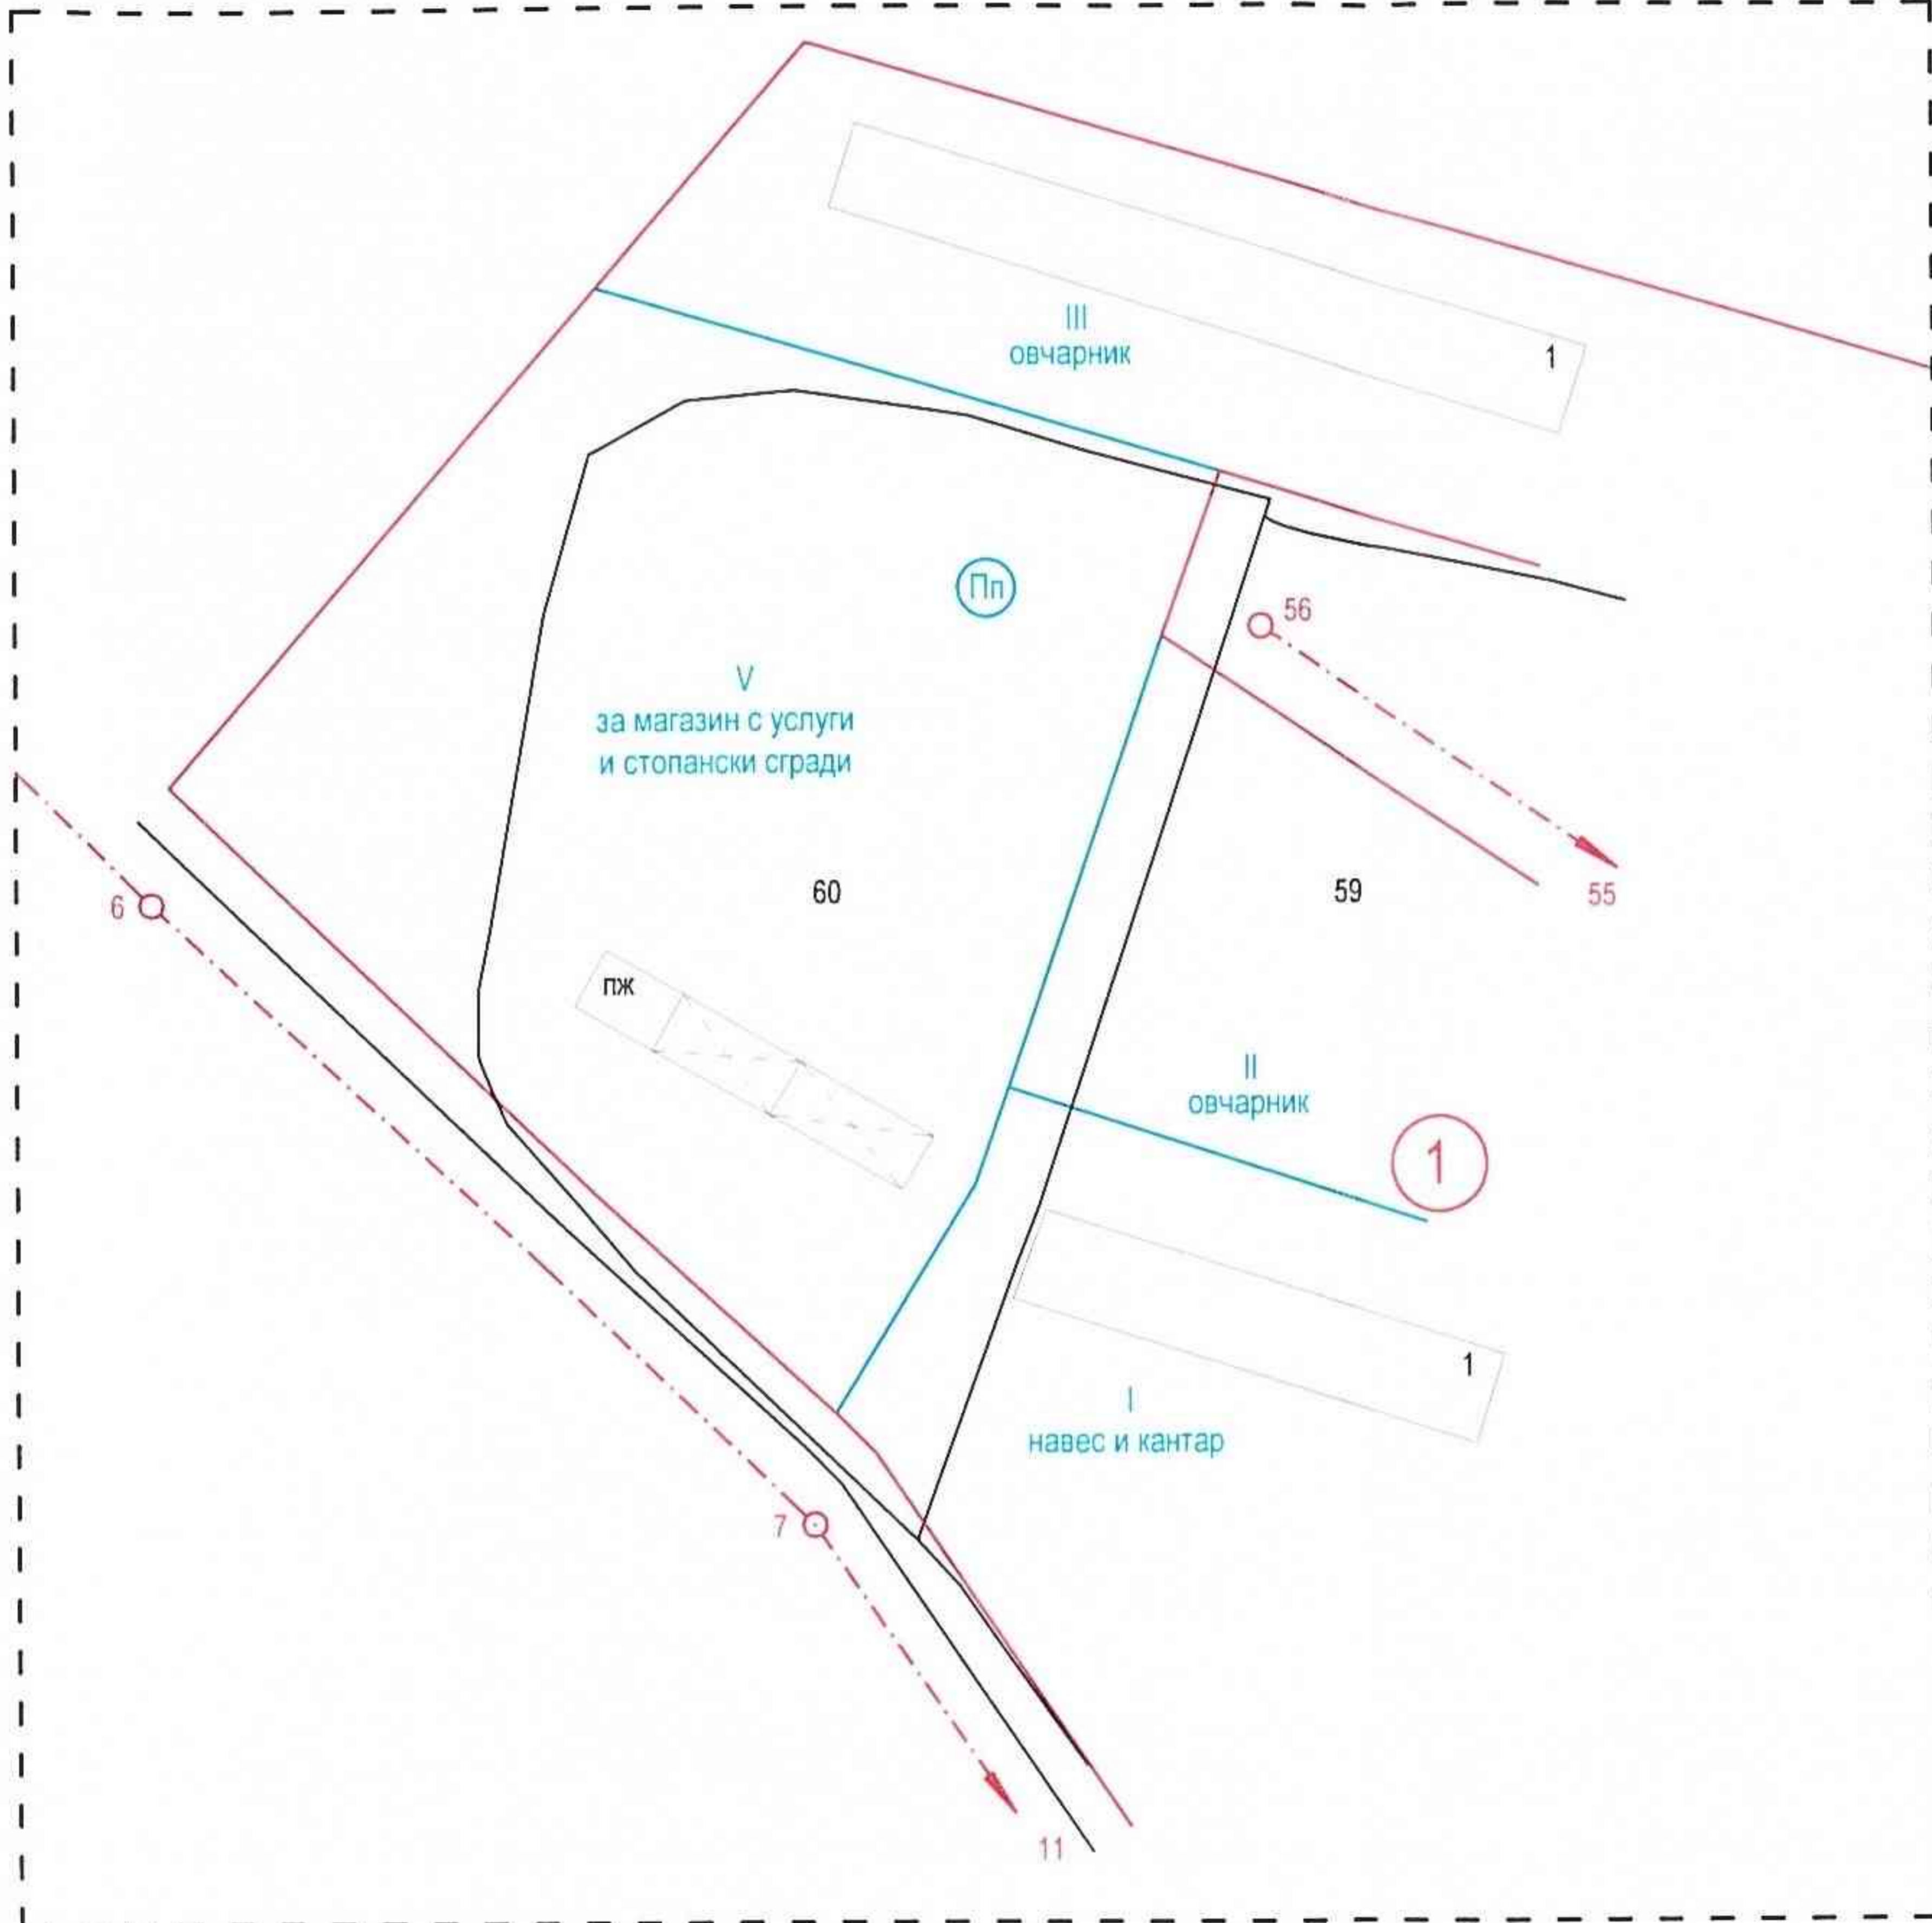 III
овчарник
1
Пп
56
V
за магазин с услуги
и стопански сгради
60
59
55
6
пж
II
овчарник
1
1
I
навес и кантар
7
11